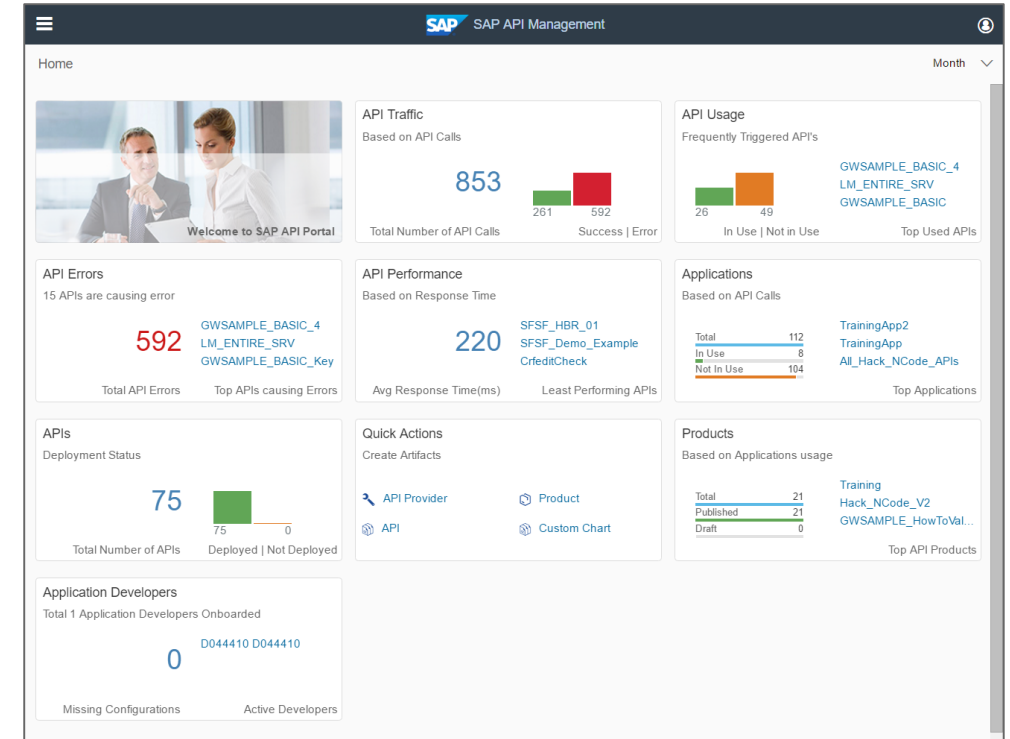 SAP SAP API Management
Home
Month
Welcome to SAP API Portal
API Traffic
Based on API Calls
853
261 592
Total Number of API Calls Success | Error
API Usage
Frequently Triggered API's
GWSAMPLE_BASIC_4
LM_ENTIRE_SRV
GWSAMPLE_BASIC
26 49
In Use | Not in Use Top Used APIs
API Errors
15 APIs are causing error
592
GWSAMPLE_BASIC_4
LM_ENTIRE_SRV
GWSAMPLE_BASIC_Key
Total API Errors Top APIs causing Errors
API Performance
Based on Response Time
220
SFSF_HBR_01
SFSF_Demo_Example
CrfeditCheck
Avg Response Time(ms) Least Performing APIs
Applications
Based on API Calls
Total 112
In Use 8
Not In Use 104
TrainingApp2
TrainingApp
All_Hack_NCode_APIs
Top Applications
APIs
Deployment Status
75
75 0
Total Number of APIs Deployed | Not Deployed
Quick Actions
Create Artifacts
API Provider Product
API Custom Chart
Products
Based on Applications usage
Total 21
Published 21
Draft 0
Training
Hack_NCode_V2
GWSAMPLE_HowToVal...
Top API Products
Application Developers
Total 1 Application Developers Onboarded
0
D044410 D044410
Missing Configurations Active Developers